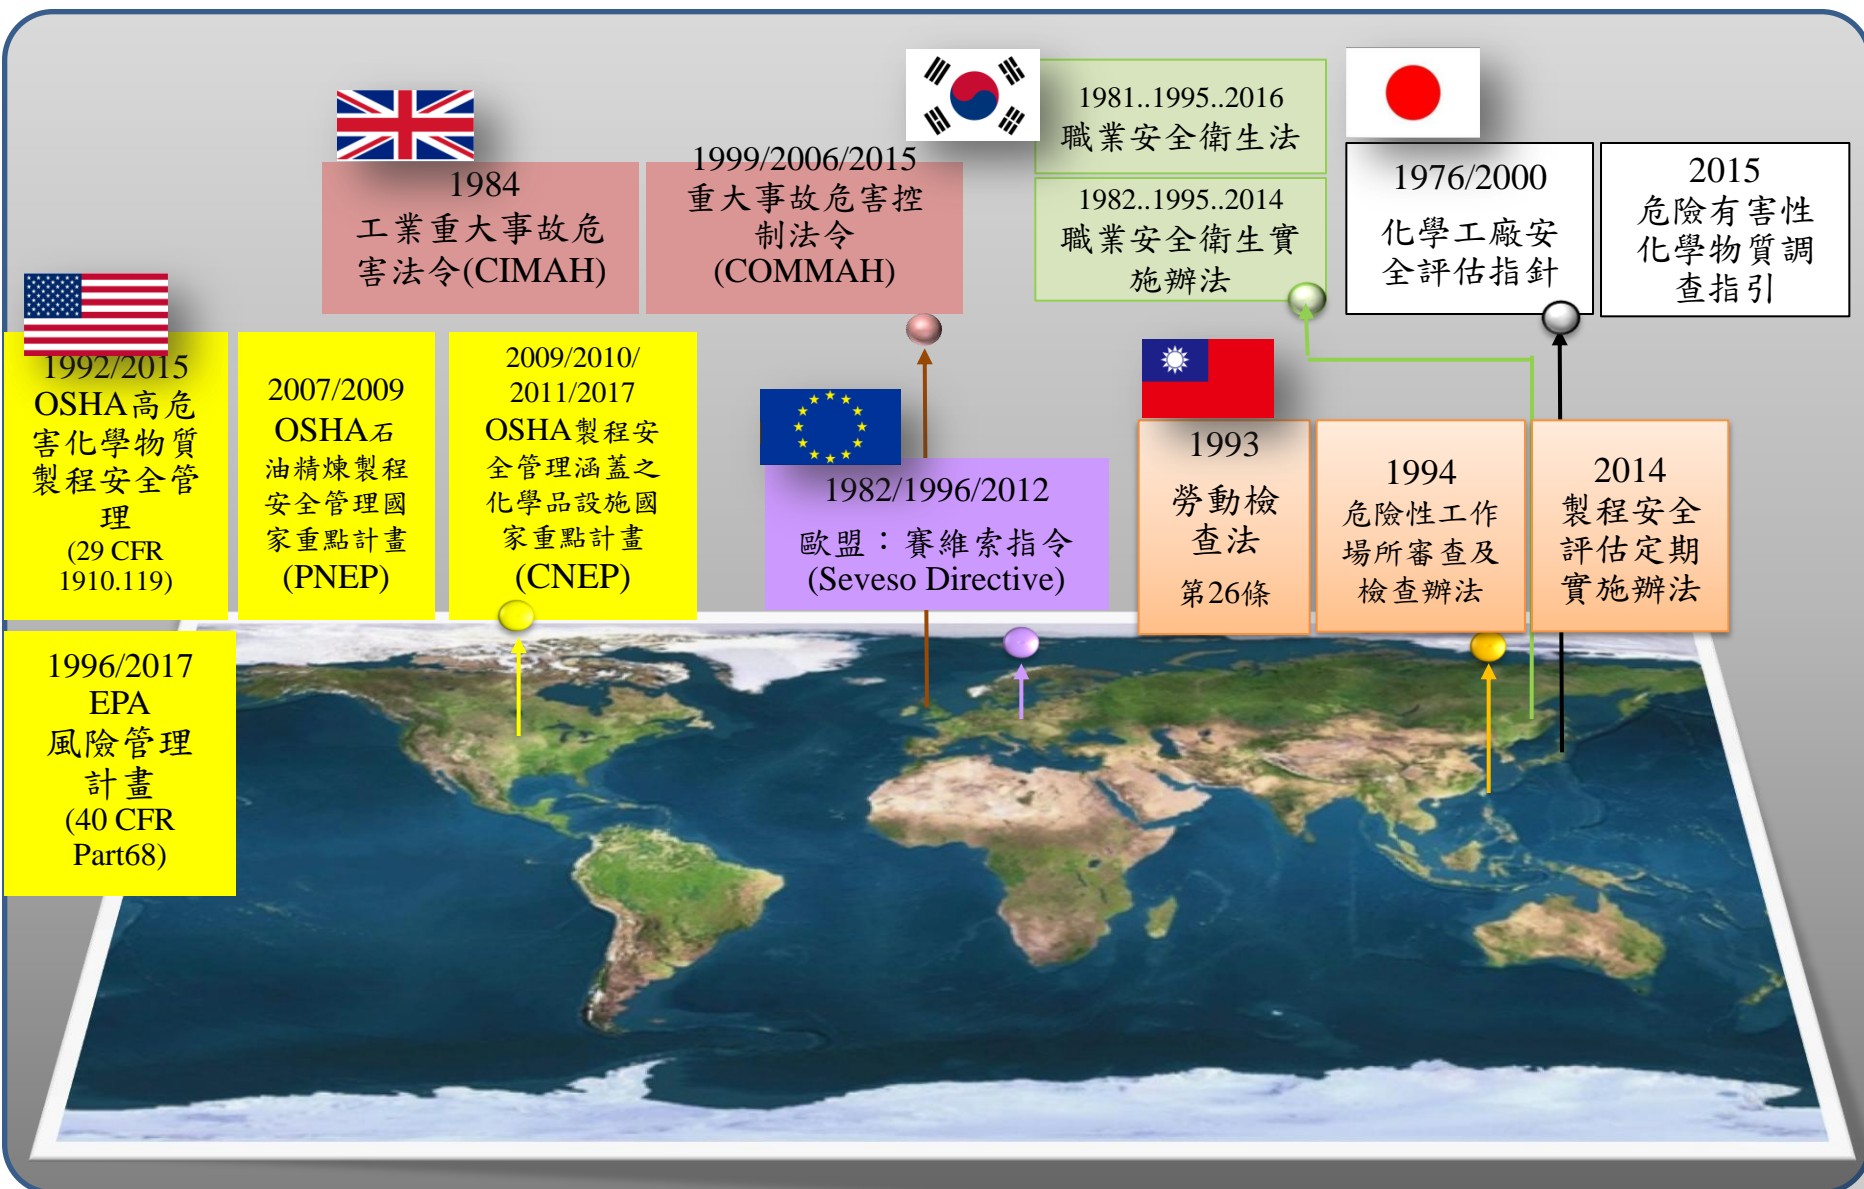 1984
工業重大事故危
害法令(CIMAH)
1999/2006/2015
重大事故危害控
制法令
(COMMAH)
1981..1995..2016
職業安全衛生法
1982..1995..2014
職業安全衛生實
施辦法
1976/2000
化學工廠安
全評估指針
2015
危險有害性
化學物質調
查指引
1992/2015
OSHA高危
害化學物質
製程安全管
理
(29 CFR
1910.119)
2007/2009
OSHA石
油精煉製程
安全管理國
家重點計畫
(PNEP)
2009/2010/
2011/2017
OSHA製程安
全管理涵蓋之
化學品設施國
家重點計畫
(CNEP)
1982/1996/2012
歐盟：賽維索指令
(Seveso Directive)
1993
勞動檢
查法
第26條
1994
危險性工作
場所審查及
檢查辦法
2014
製程安全
評估定期
實施辦法
1996/2017
EPA
風險管理
計畫
(40 CFR
Part68)